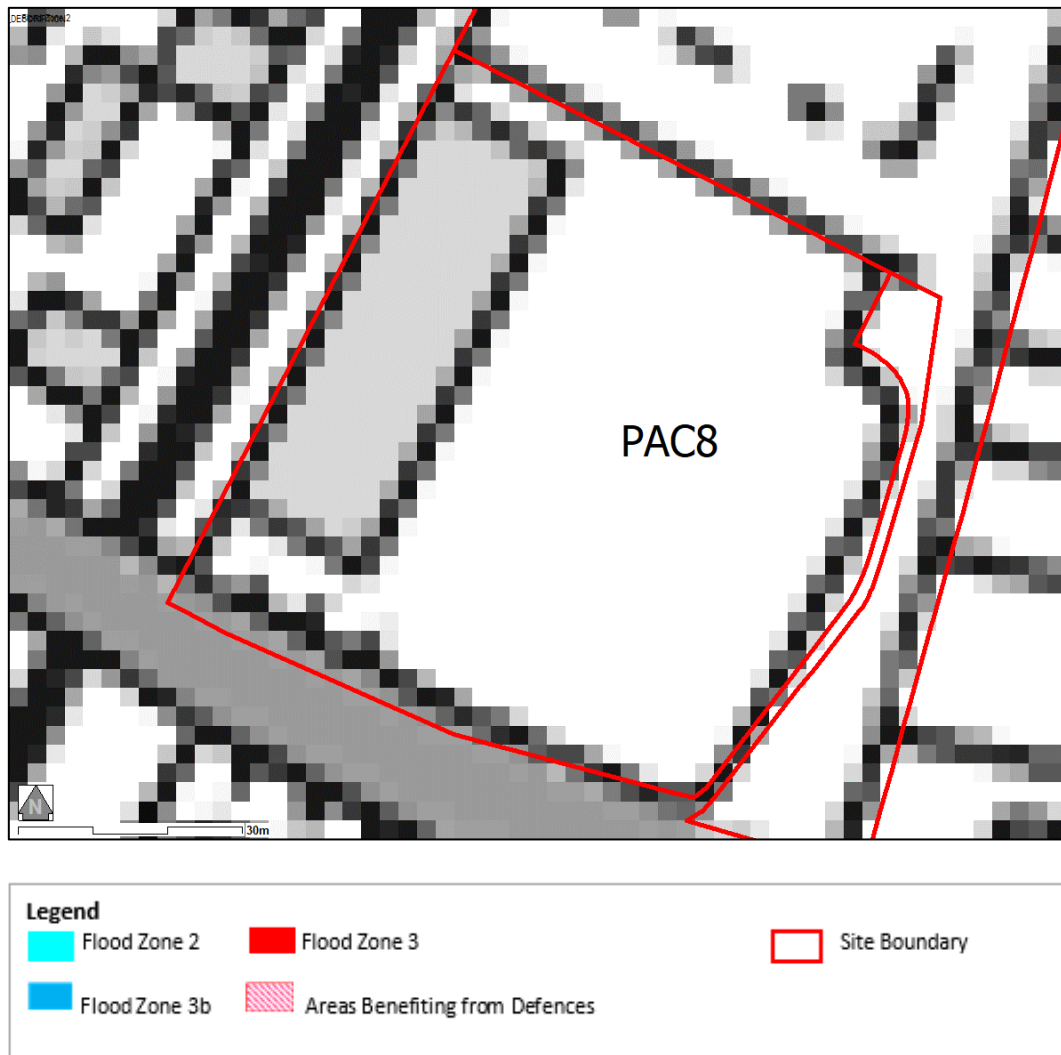 PAC8
N
30m
Legend
Flood Zone 2
Flood Zone 3
Site Boundary
Flood Zone 3b
Areas Benefiting from Defences